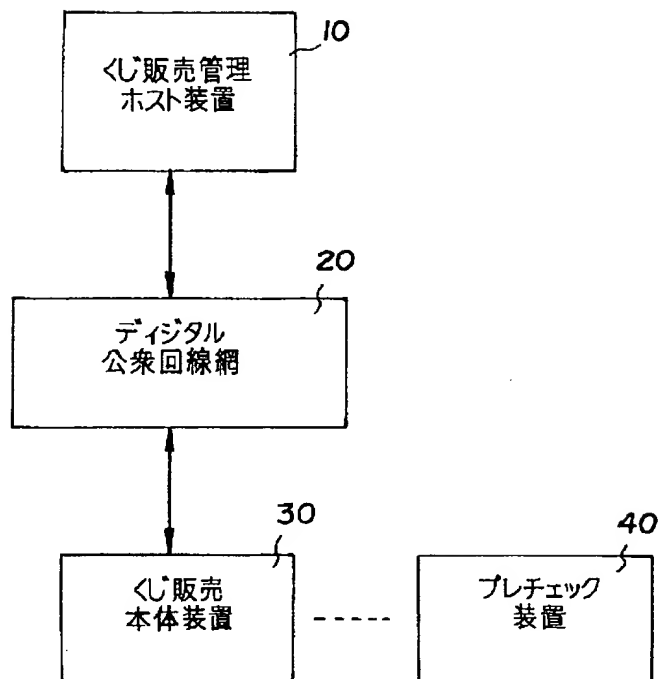 10
くじ販売管理
ホスト装置
20
ディジタル
公衆回線網
30
くじ販売
本体装置
40
プレチェック
装置